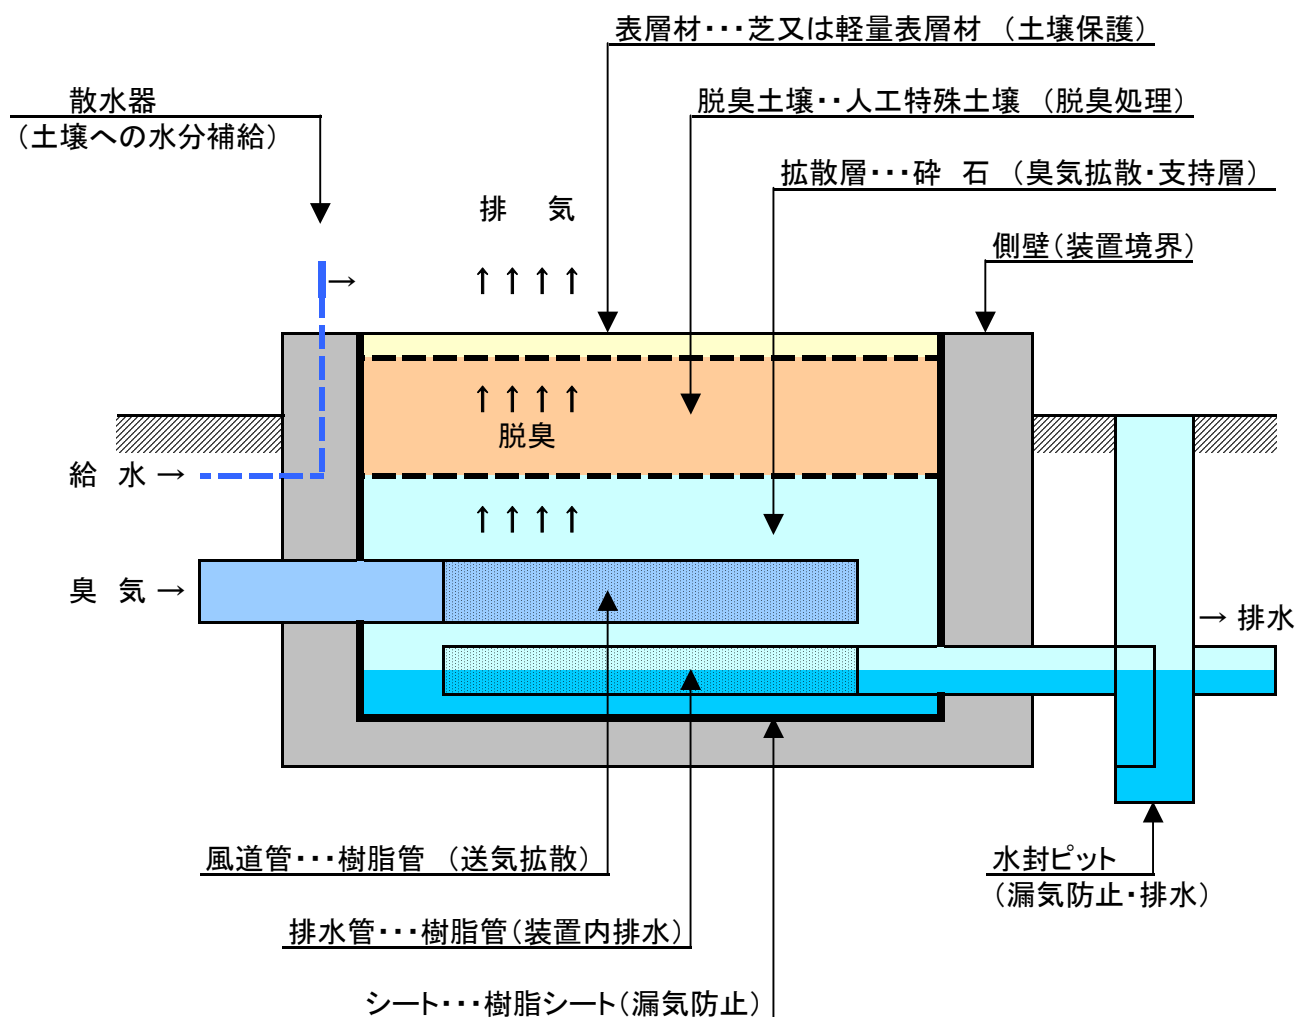 表層材・・・芝又は軽量表層材 （土壌保護）
散水器
（土壌への水分補給）
脱臭土壌・・人工特殊土壌 （脱臭処理）
拡散層・・・砕 石 （臭気拡散・支持層）
排 気
側壁（装置境界）
→
↑ ↑ ↑ ↑
↑ ↑ ↑ ↑
脱臭
給 水 →
↑ ↑ ↑ ↑
臭 気 →
→ 排水
風道管・・・樹脂管 （送気拡散）
水封ピット
（漏気防止・排水）
排水管・・・樹脂管（装置内排水）
シート・・・樹脂シート（漏気防止）